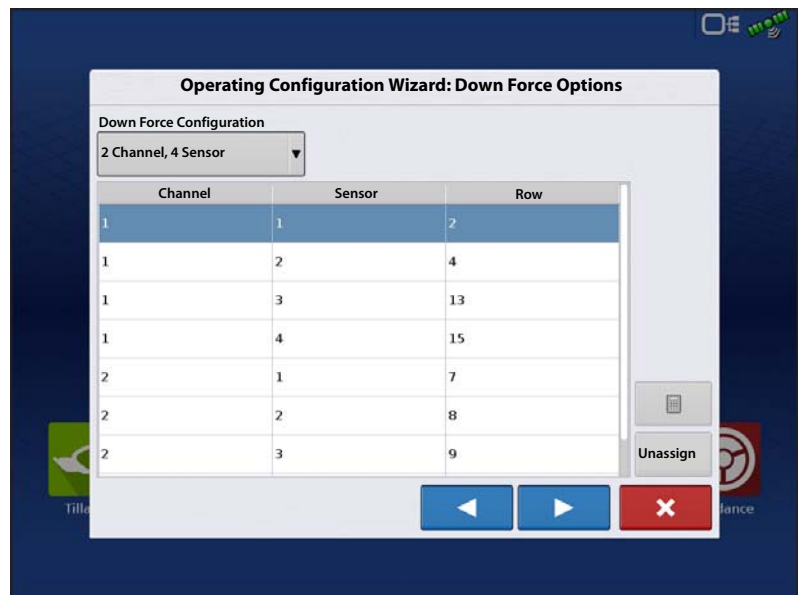 Operating Configuration Wizard: Down Force Options
Down Force Configuration
2 Channel, 4 Sensor
Channel Sensor Row
1 1 2
1 2 4
1 3 13
1 4 15
2 1 7
2 2 8
2 3 9
Unassign
Tilla
dance